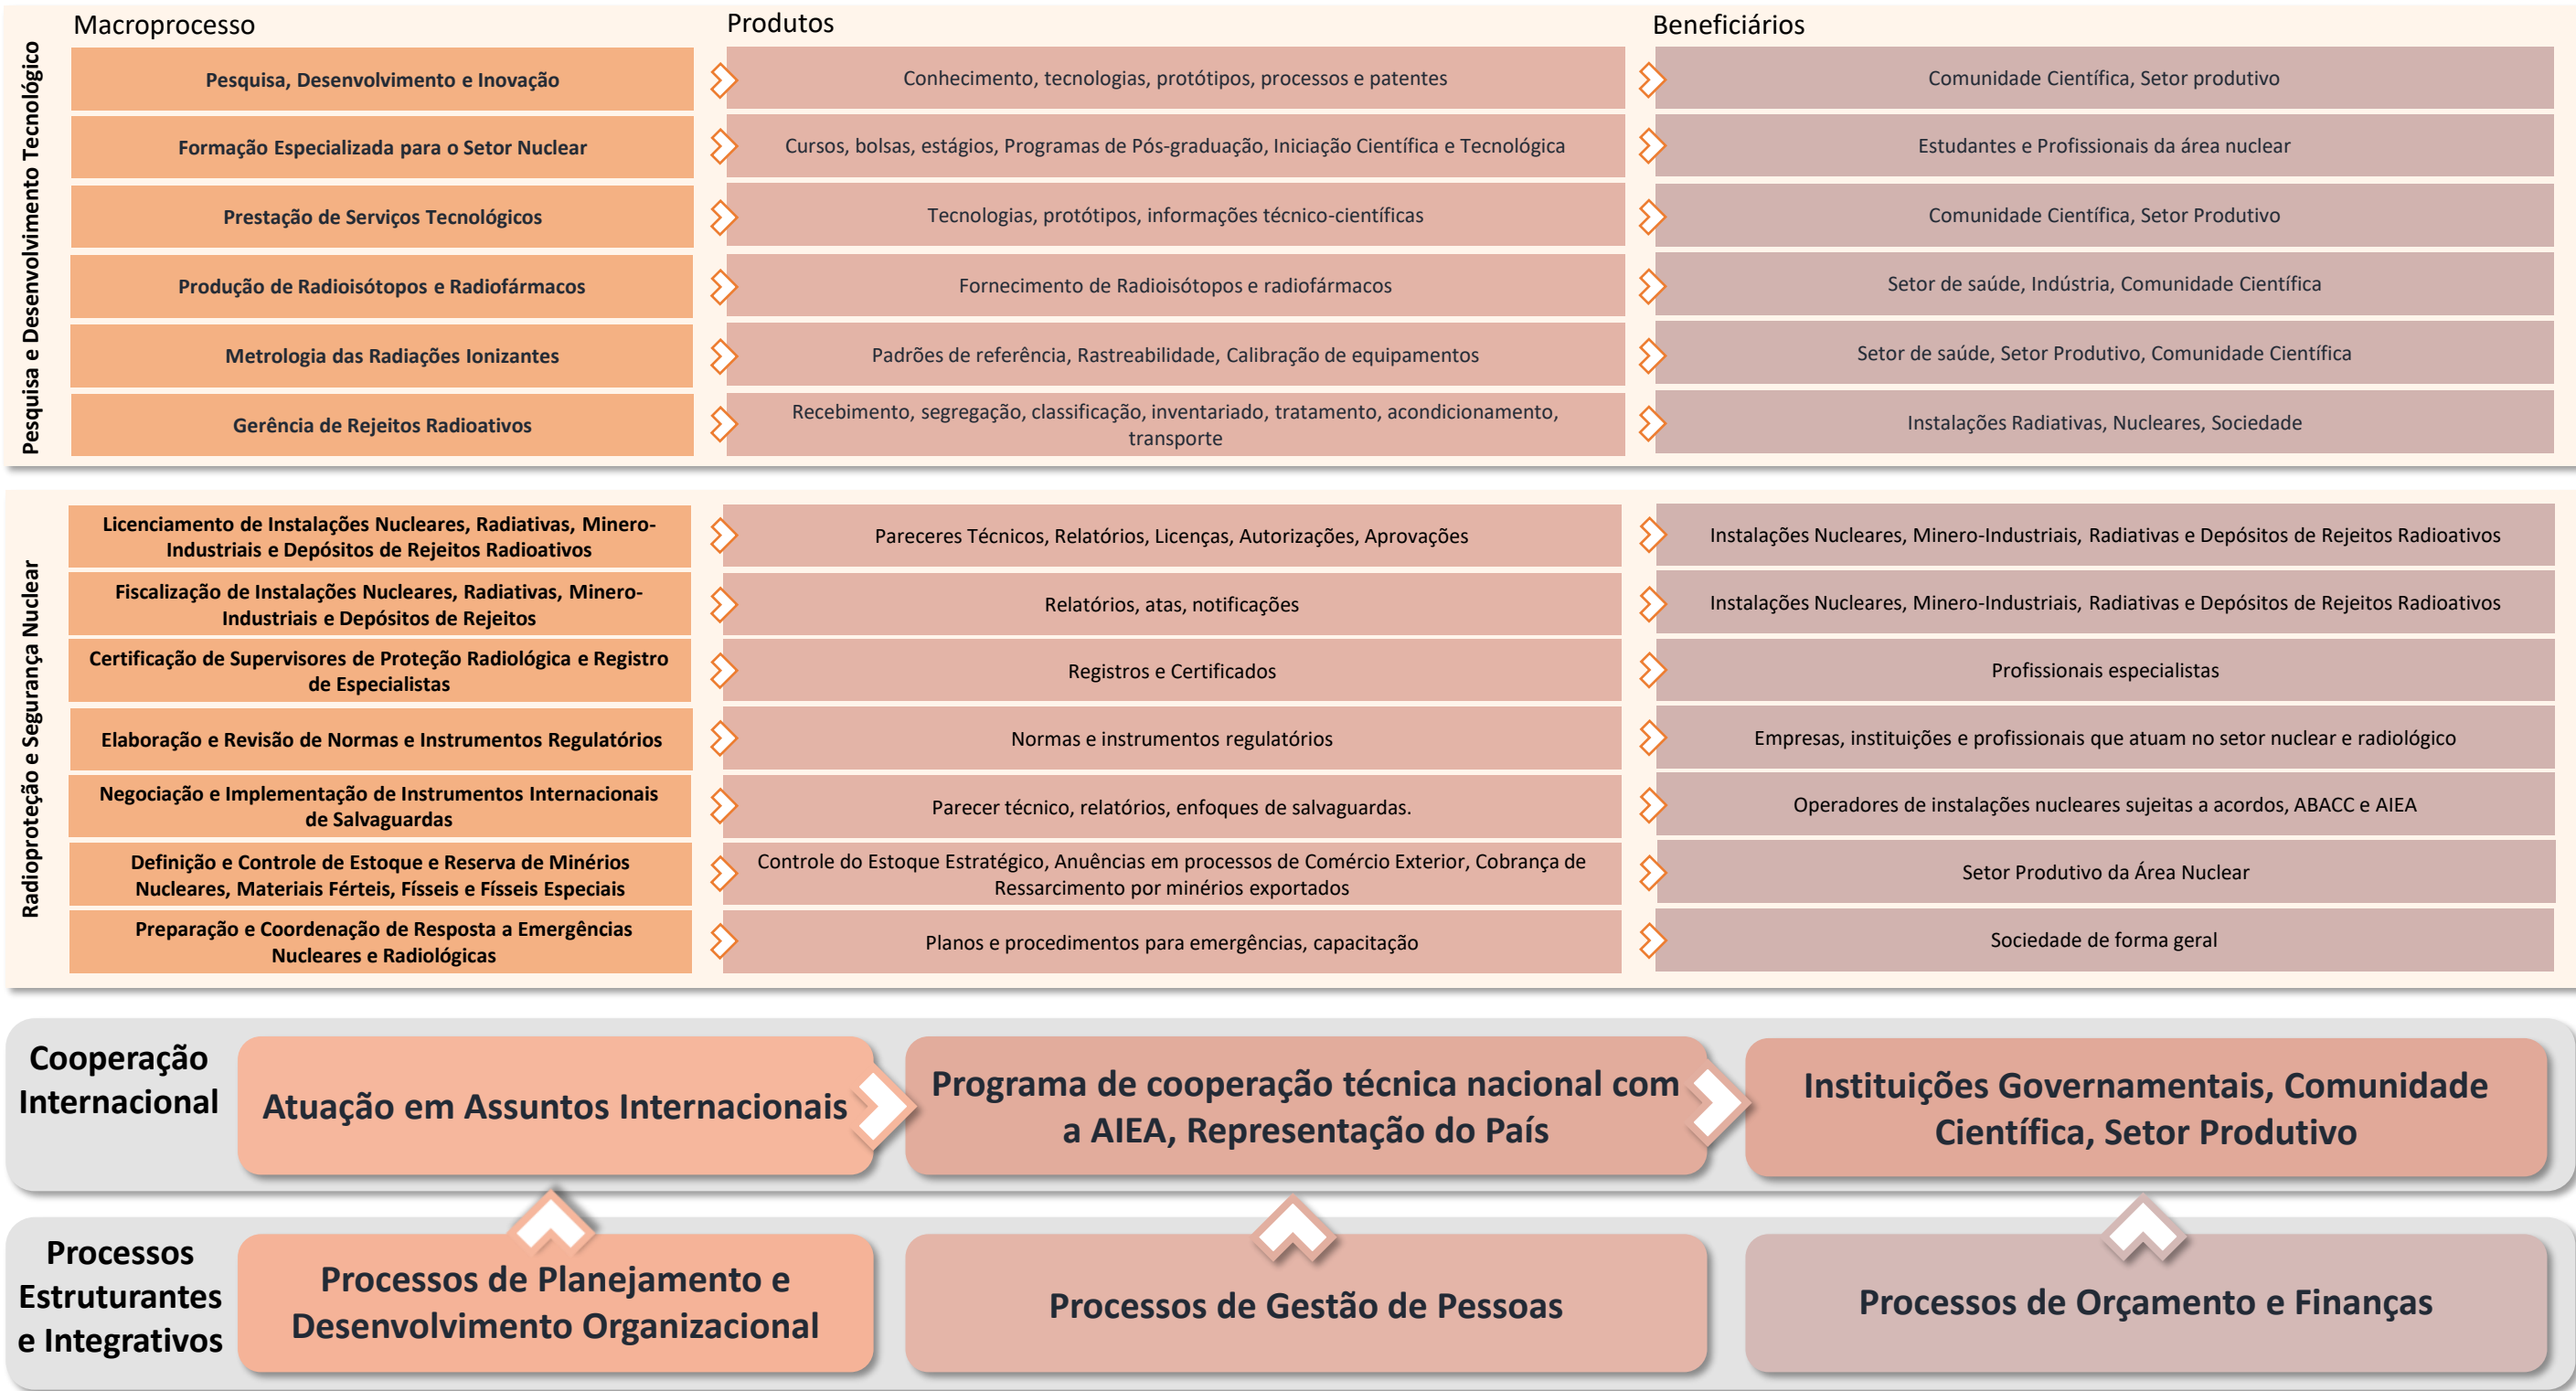 Macroprocesso
Produtos
Beneficiários
Pesquisa e Desenvolvimento Tecnológico
Pesquisa, Desenvolvimento e Inovação
Conhecimento, tecnologias, protótipos, processos e patentes
Comunidade Científica, Setor produtivo
Formação Especializada para o Setor Nuclear
Cursos, bolsas, estágios, Programas de Pós-graduação, Iniciação Científica e Tecnológica
Estudantes e Profissionais da área nuclear
Prestação de Serviços Tecnológicos
Tecnologias, protótipos, informações técnico-científicas
Comunidade Científica, Setor Produtivo
Produção de Radioisótopos e Radiofármacos
Fornecimento de Radioisótopos e radiofármacos
Setor de saúde, Indústria, Comunidade Científica
Metrologia das Radiações Ionizantes
Padrões de referência, Rastreabilidade, Calibração de equipamentos
Setor de saúde, Setor Produtivo, Comunidade Científica
Gerência de Rejeitos Radioativos
Recebimento, segregação, classificação, inventariado, tratamento, acondicionamento,
transporte
Instalações Radiativas, Nucleares, Sociedade
Radioproteção e Segurança Nuclear
Licenciamento de Instalações Nucleares, Radiativas, Minero-
Industriais e Depósitos de Rejeitos Radioativos
Pareceres Técnicos, Relatórios, Licenças, Autorizações, Aprovações
Instalações Nucleares, Minero-Industriais, Radiativas e Depósitos de Rejeitos Radioativos
Fiscalização de Instalações Nucleares, Radiativas, Minero-
Industriais e Depósitos de Rejeitos
Relatórios, atas, notificações
Instalações Nucleares, Minero-Industriais, Radiativas e Depósitos de Rejeitos Radioativos
Certificação de Supervisores de Proteção Radiológica e Registro
de Especialistas
Registros e Certificados
Profissionais especialistas
Elaboração e Revisão de Normas e Instrumentos Regulatórios
Normas e instrumentos regulatórios
Empresas, instituições e profissionais que atuam no setor nuclear e radiológico
Negociação e Implementação de Instrumentos Internacionais
de Salvaguardas
Parecer técnico, relatórios, enfoques de salvaguardas.
Operadores de instalações nucleares sujeitas a acordos, ABACC e AIEA
Definição e Controle de Estoque e Reserva de Minérios
Nucleares, Materiais Férteis, Físseis e Físseis Especiais
Controle do Estoque Estratégico, Anuências em processos de Comércio Exterior, Cobrança de
Ressarcimento por minérios exportados
Setor Produtivo da Área Nuclear
Preparação e Coordenação de Resposta a Emergências
Nucleares e Radiológicas
Planos e procedimentos para emergências, capacitação
Sociedade de forma geral
Cooperação
Internacional
Atuação em Assuntos Internacionais
Programa de cooperação técnica nacional com
a AIEA, Representação do País
Instituições Governamentais, Comunidade
Científica, Setor Produtivo
Processos
Estruturantes
e Integrativos
Processos de Planejamento e
Desenvolvimento Organizacional
Processos de Gestão de Pessoas
Processos de Orçamento e Finanças